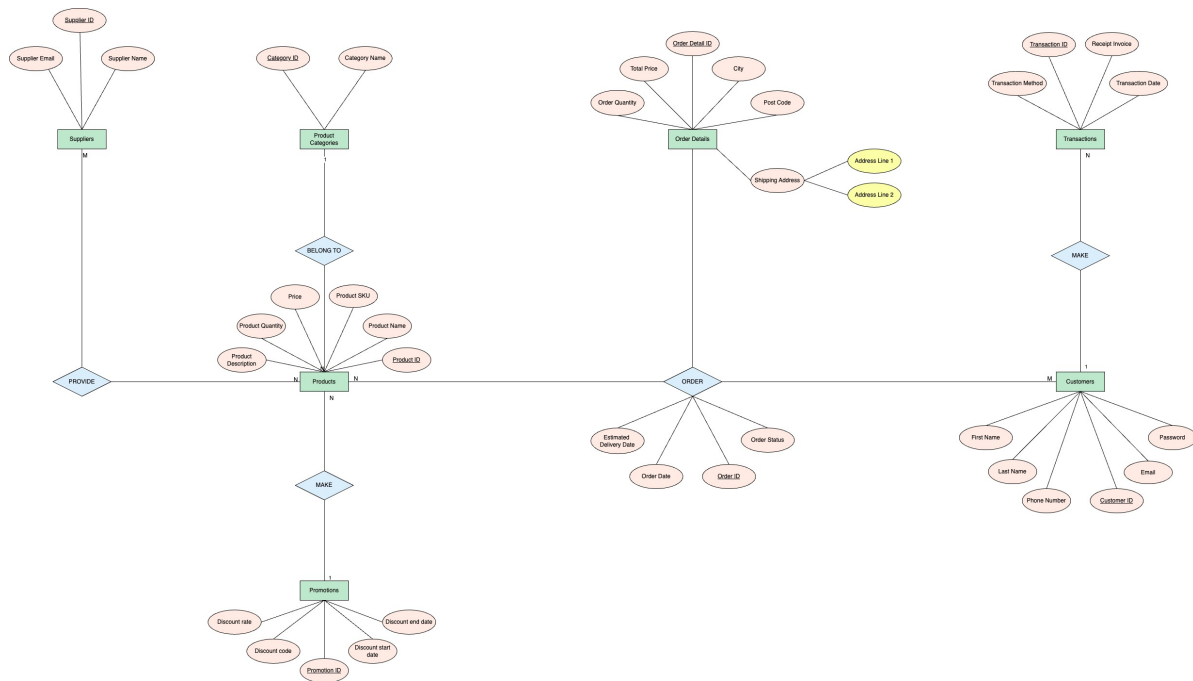 Supplier ID
Supplier Email
Supplier Name
Suppliers
M
Category ID
Category Name
Product
Categories
1
Order Detail ID
Total Price
City
Order Quantity
Post Code
Order Details
Shipping Address
Address Line 1
Address Line 2
Transaction ID
Receipt Invoice
Transaction Method
Transaction Date
Transactions
N
BELONG TO
MAKE
Price
Product SKU
Product Quantity
Product Name
Product
Description
Product ID
N
PROVIDE
N
Products
N
N
ORDER
M
1
Customers
Estimated
Delivery Date
Order Status
Order Date
Order ID
First Name
Password
Last Name
Email
Phone Number
Customer ID
MAKE
1
Promotions
Discount rate
Discount end date
Discount code
Discount start
date
Promotion ID